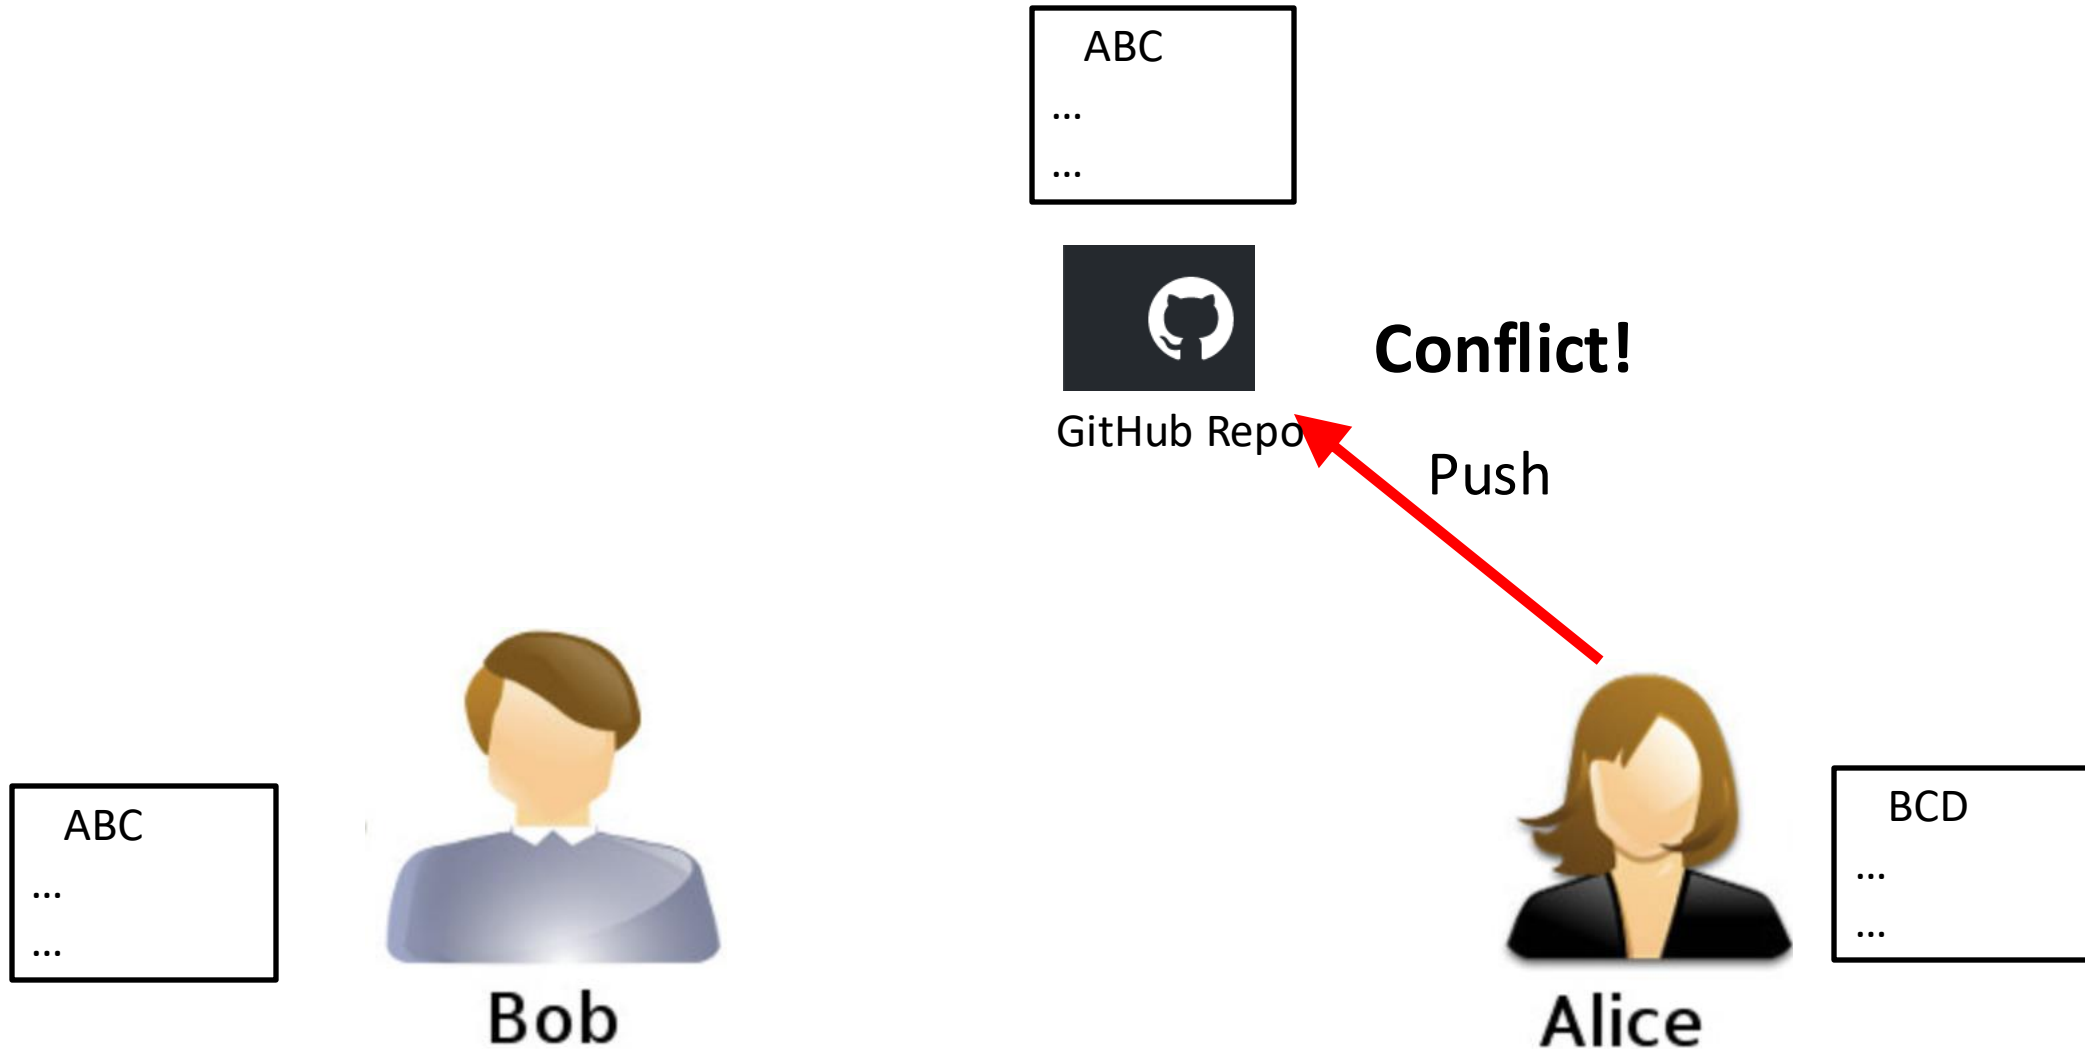 ABC
...
...
GitHub Repo
Conflict!
Push
ABC
...
...
Bob
BCD
...
...
Alice